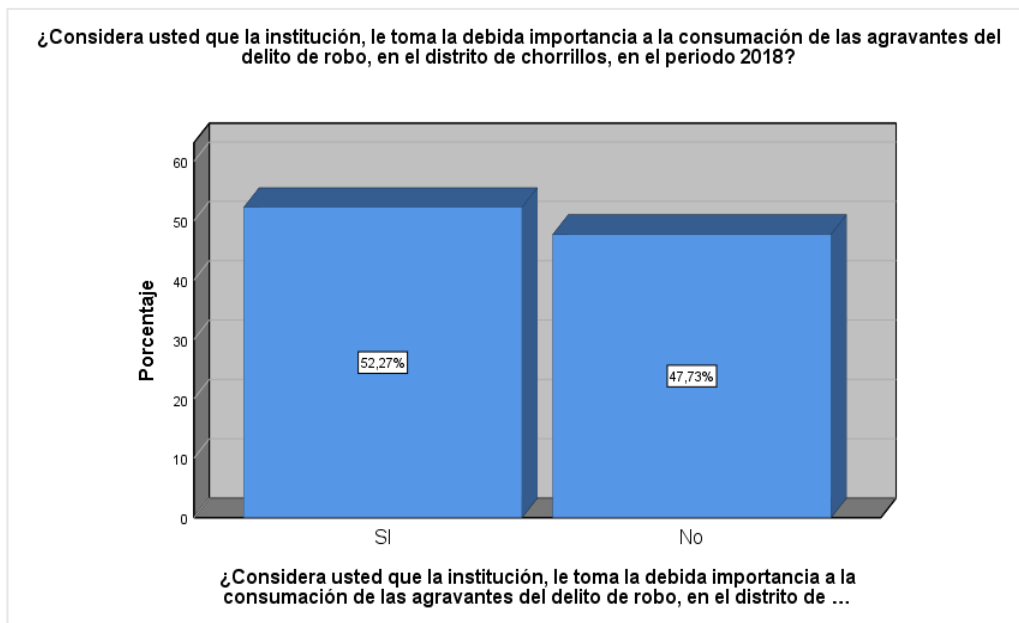 ¿Considera usted que la institución, le toma la debida importancia a la consumación de las agravantes del
delito de robo, en el distrito de chorrillos, en el periodo 2018?
Porcentaje
60
50
40
30
20
10
0
52,27%
47,73%
SI
No
¿Considera usted que la institución, le toma la debida importancia a la
consumación de las agravantes del delito de robo, en el distrito de ...